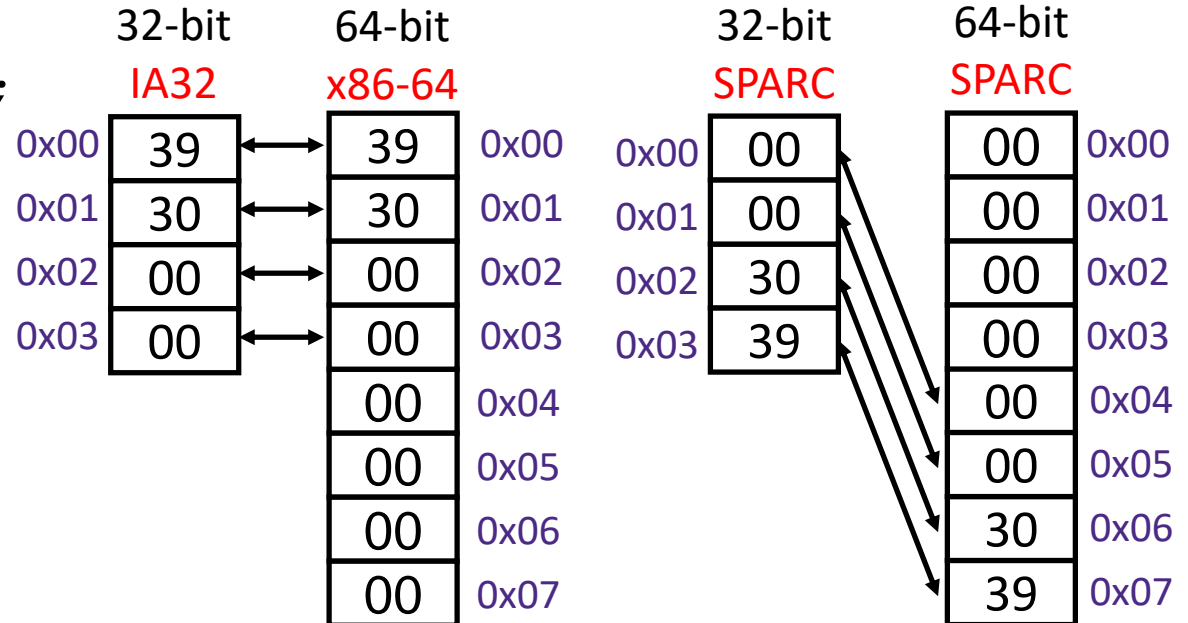 32-bit 64-bit 32-bit 64-bit
; IA32 x86-64 SPARC SPARC
0x00 39 39 0x00 0x00 00 00 0x00
0x01 30 30 0x01 0x01 00 00 0x01
0x02 00 00 0x02 0x02 30 00 0x02
0x03 00 00 0x03 0x03 39 00 0x03
00 0x04 00 0x04
00 0x05 00 0x05
00 0x06 30 0x06
00 0x07 39 0x07